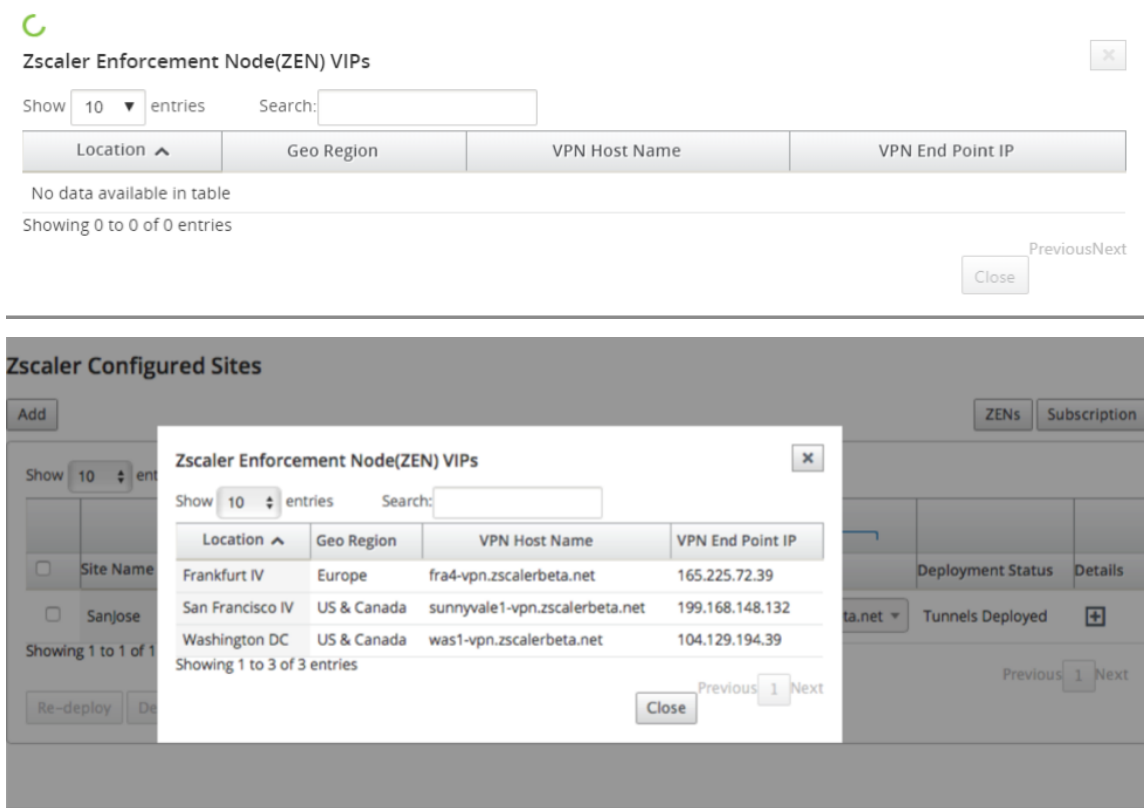 Zscaler Enforcement Node(ZEN) VIPs
Show 10 entries Search:
Location Geo Region VPN Host Name VPN End Point IP
No data available in table
Showing 0 to 0 of 0 entries
PreviousNext
Close
Zscaler Configured Sites
Add ZENs Subscription
Show 10 ent
Zscaler Enforcement Node(ZEN) VIPs
Show 10 entries Search:
Location Geo Region VPN Host Name VPN End Point IP
Site Name Deployment Status Details
Frankfurt IV Europe fra4-vpn.zscalerbeta.net 165.225.72.39
San Francisco IV US & Canada sunnyvale1-vpn.zscalerbeta.net 199.168.148.132
SanJose ta.net Tunnels Deployed
Washington DC US & Canada was1-vpn.zscalerbeta.net 104.129.194.39
Showing 1 to 1 of 1
Showing 1 to 3 of 3 entries
Previous 1 Next
Previous 1 Next
Re-deploy De
Close